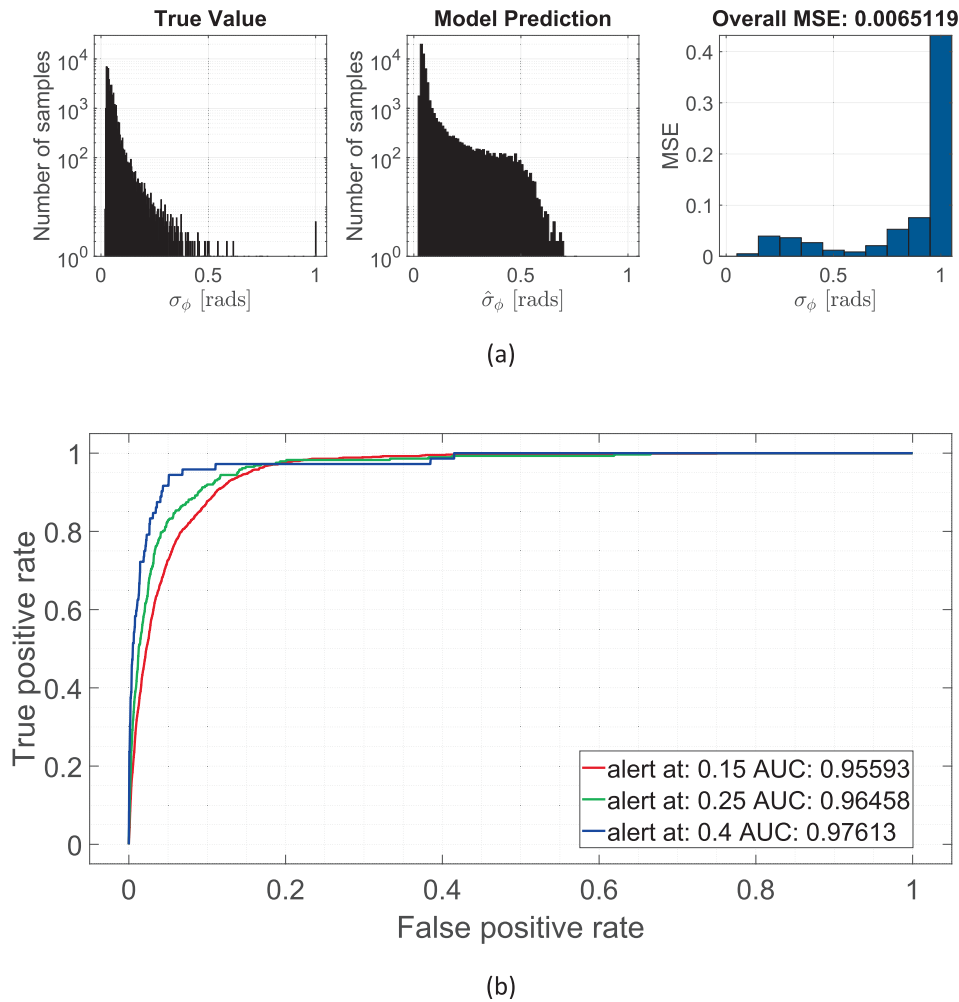 True Value
Model Prediction
Overall MSE: 0.0065119
Number of samples
10^4
10^3
10^2
10^1
10^0
0
0.5
1
σ_ϕ [rads]
Number of samples
10^4
10^3
10^2
10^1
10^0
0
0.5
1
σ̂_ϕ [rads]
MSE
0.4
0.3
0.2
0.1
0
0
0.5
1
σ_ϕ [rads]
(a)
True positive rate
1
0.8
0.6
0.4
0.2
0
alert at: 0.15 AUC: 0.95593
alert at: 0.25 AUC: 0.96458
alert at: 0.4 AUC: 0.97613
0
0.2
0.4
0.6
0.8
1
False positive rate
(b)